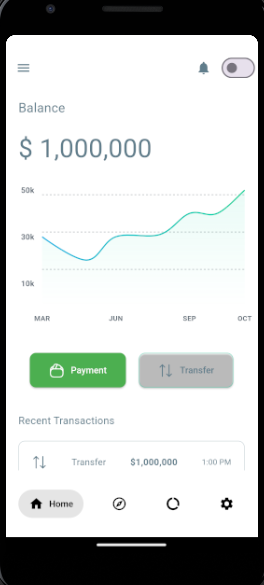 Balance
$ 1,000,000
50k
30k
10k
MAR JUN SEP OCT
Payment Transfer
Recent Transactions
Transfer $1,000,000 1:00 PM
Home